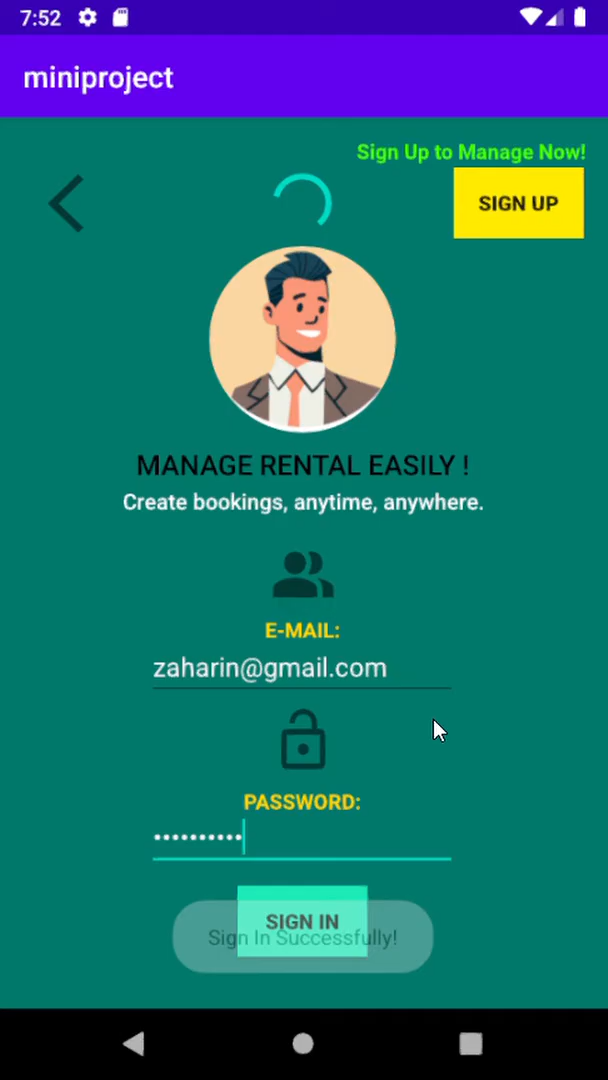 7:52
miniproject
Sign Up to Manage Now!
SIGN UP
MANAGE RENTAL EASILY !
Create bookings, anytime, anywhere.
E-MAIL:
zaharin@gmail.com
PASSWORD:
••••••••••
SIGN IN
Sign In Successfully!